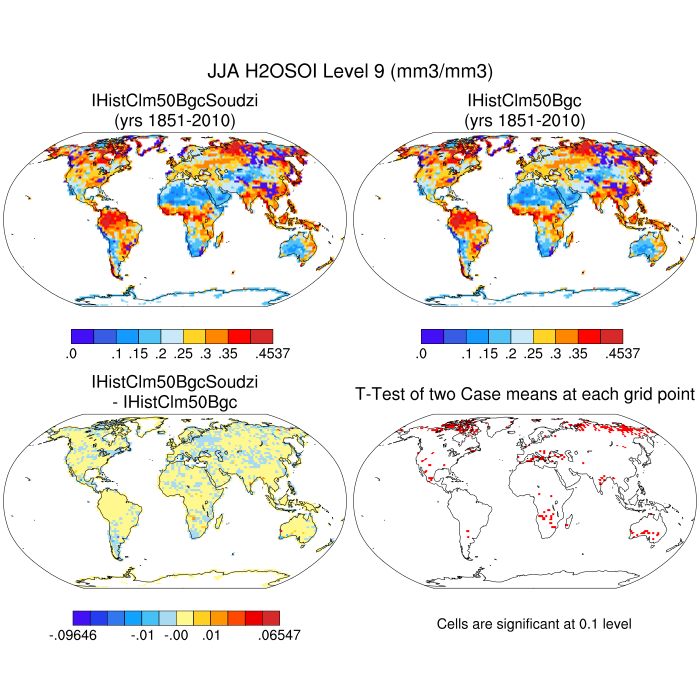 JJA H2OSOI Level 9 (mm3/mm3)
IHistClm50BgcSoudzi
(yrs 1851-2010)
IHistClm50Bgc
(yrs 1851-2010)
.0 .1 .15 .2 .25 .3 .35 .4537
.0 .1 .15 .2 .25 .3 .35 .4537
IHistClm50BgcSoudzi
- IHistClm50Bgc
T-Test of two Case means at each grid point
-.09646 -.01 -.00 .01 .06547
Cells are significant at 0.1 level